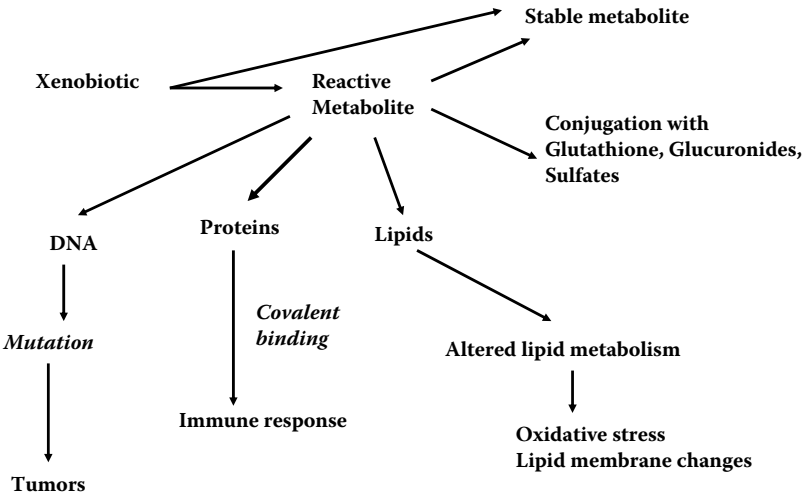 Stable metabolite
Xenobiotic
Reactive
Metabolite
Conjugation with
Glutathione, Glucuronides,
Sulfates
DNA
Proteins
Lipids
Mutation
Covalent
binding
Altered lipid metabolism
Immune response
Oxidative stress
Lipid membrane changes
Tumors